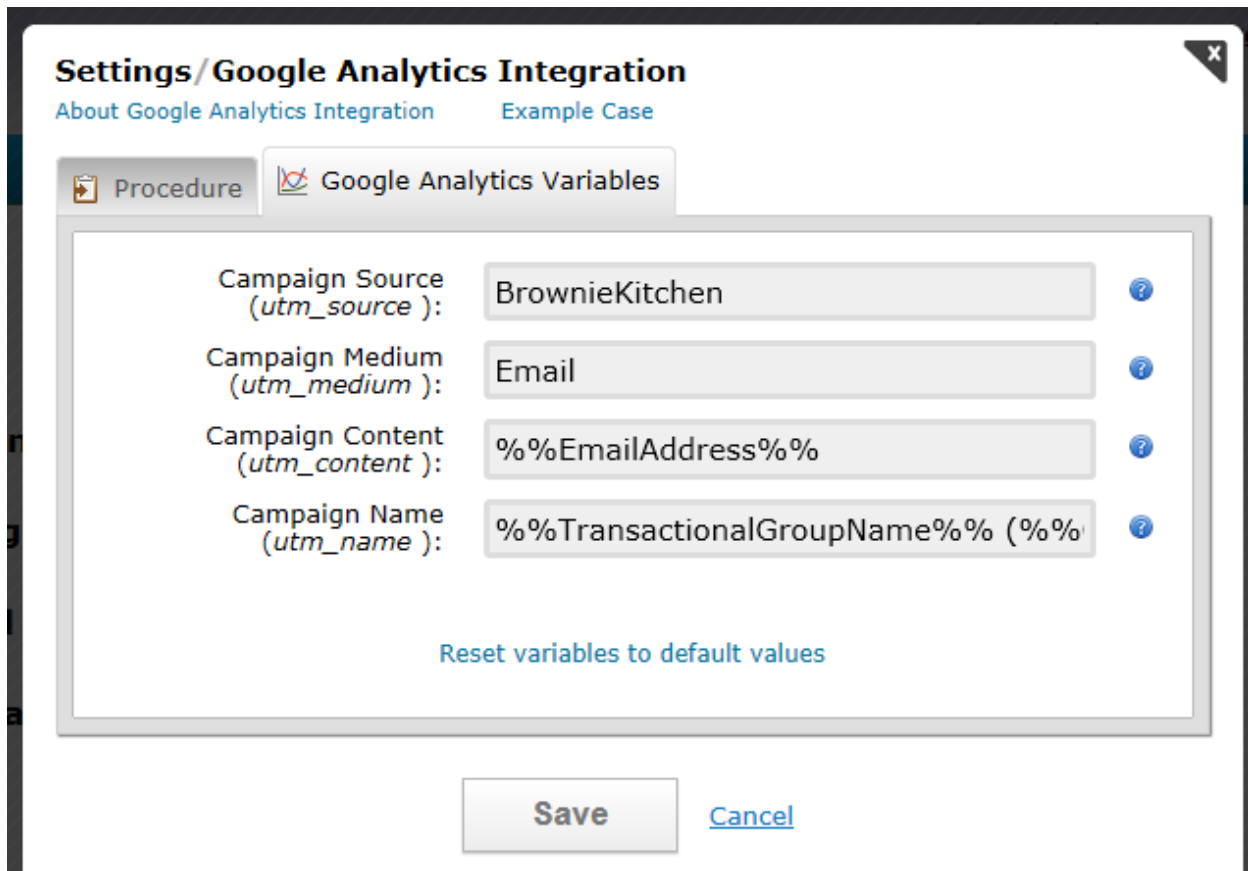 Settings/Google Analytics Integration
About Google Analytics Integration Example Case
Procedure Google Analytics Variables
Campaign Source
(utm_source ):
BrownieKitchen
Campaign Medium
(utm_medium ):
Email
Campaign Content
(utm_content ):
%%EmailAddress%%
Campaign Name
(utm_name ):
%%TransactionalGroupName%% (%%
Reset variables to default values
Save Cancel